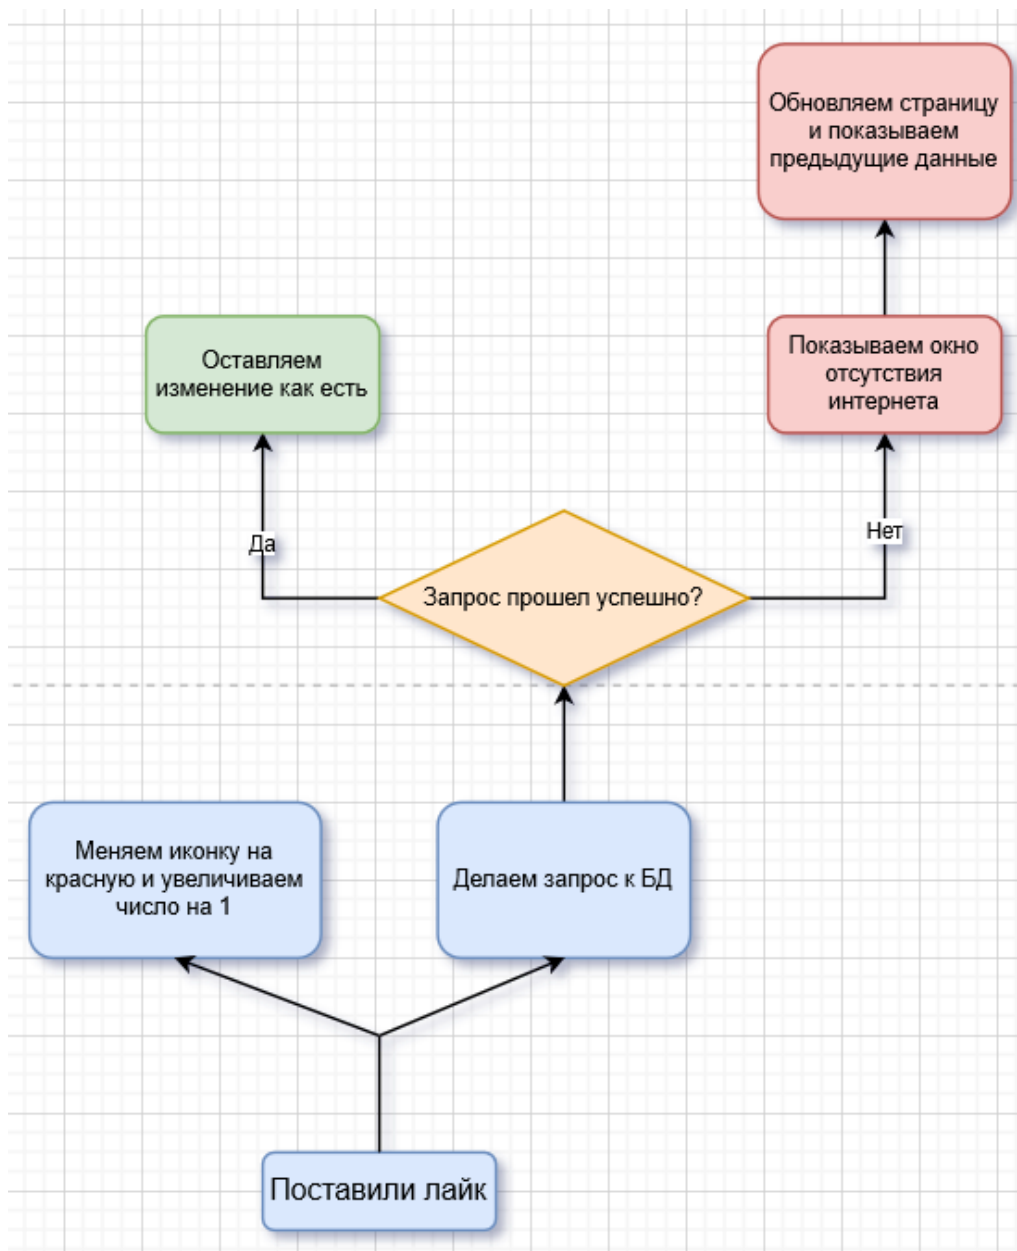 Обновляем страницу
и показываем
предыдущие данные
Оставляем
изменение как есть
Показываем окно
отсутствия
интернета
Да
Нет
Запрос прошел успешно?
Меняем иконку на
красную и увеличиваем
число на 1
Делаем запрос к БД
Поставили лайк